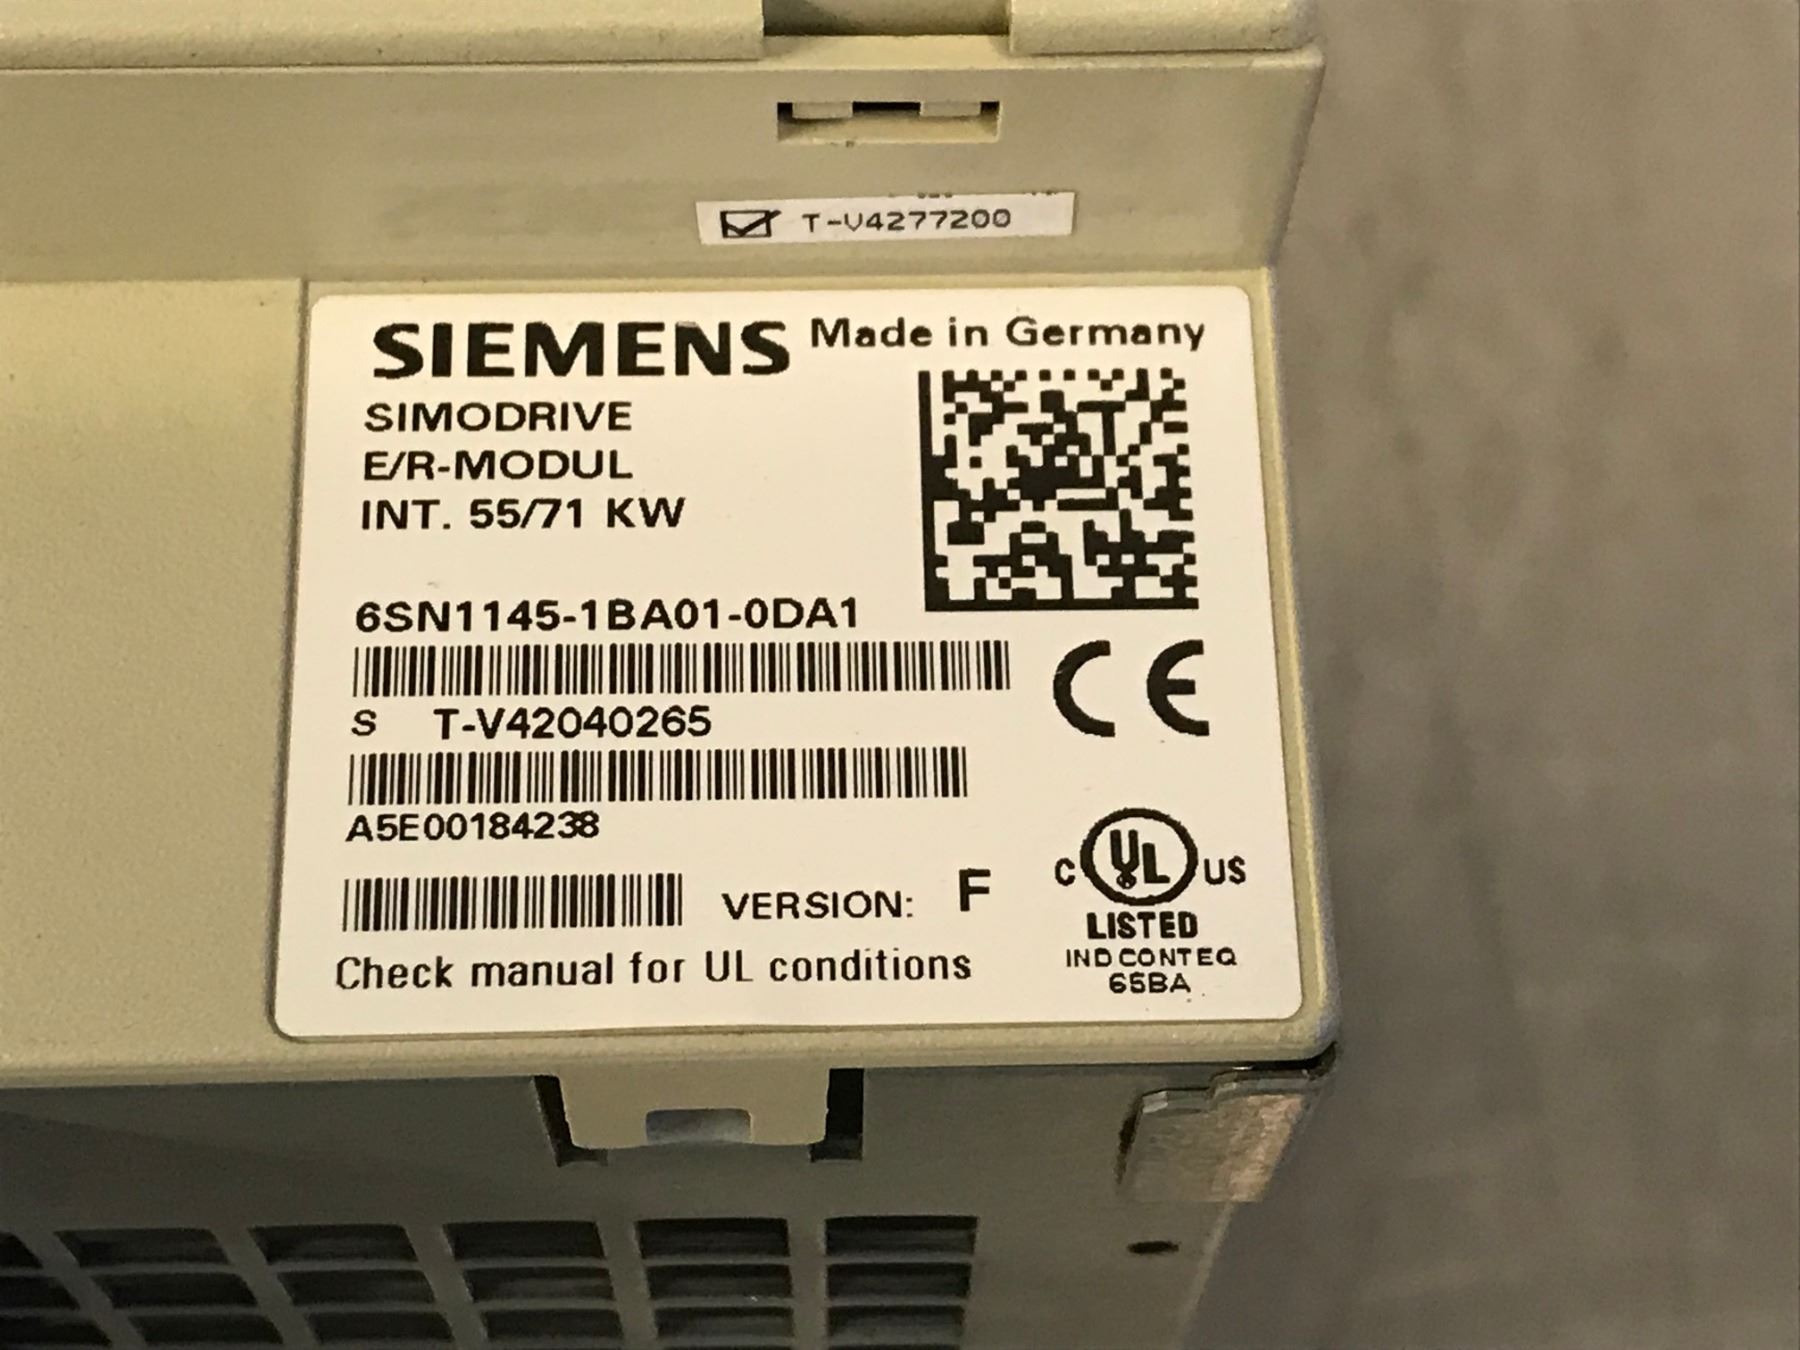 T-V4277200
SIEMENS Made in Germany
SIMODRIVE
E/R-MODUL
INT. 55/71 KW
6SN1145-1BA01-0DA1
CE
S T-V42040265
A5E00184238
VERSION: F
C UL US
LISTED
IND CONT EQ
65BA
Check manual for UL conditions